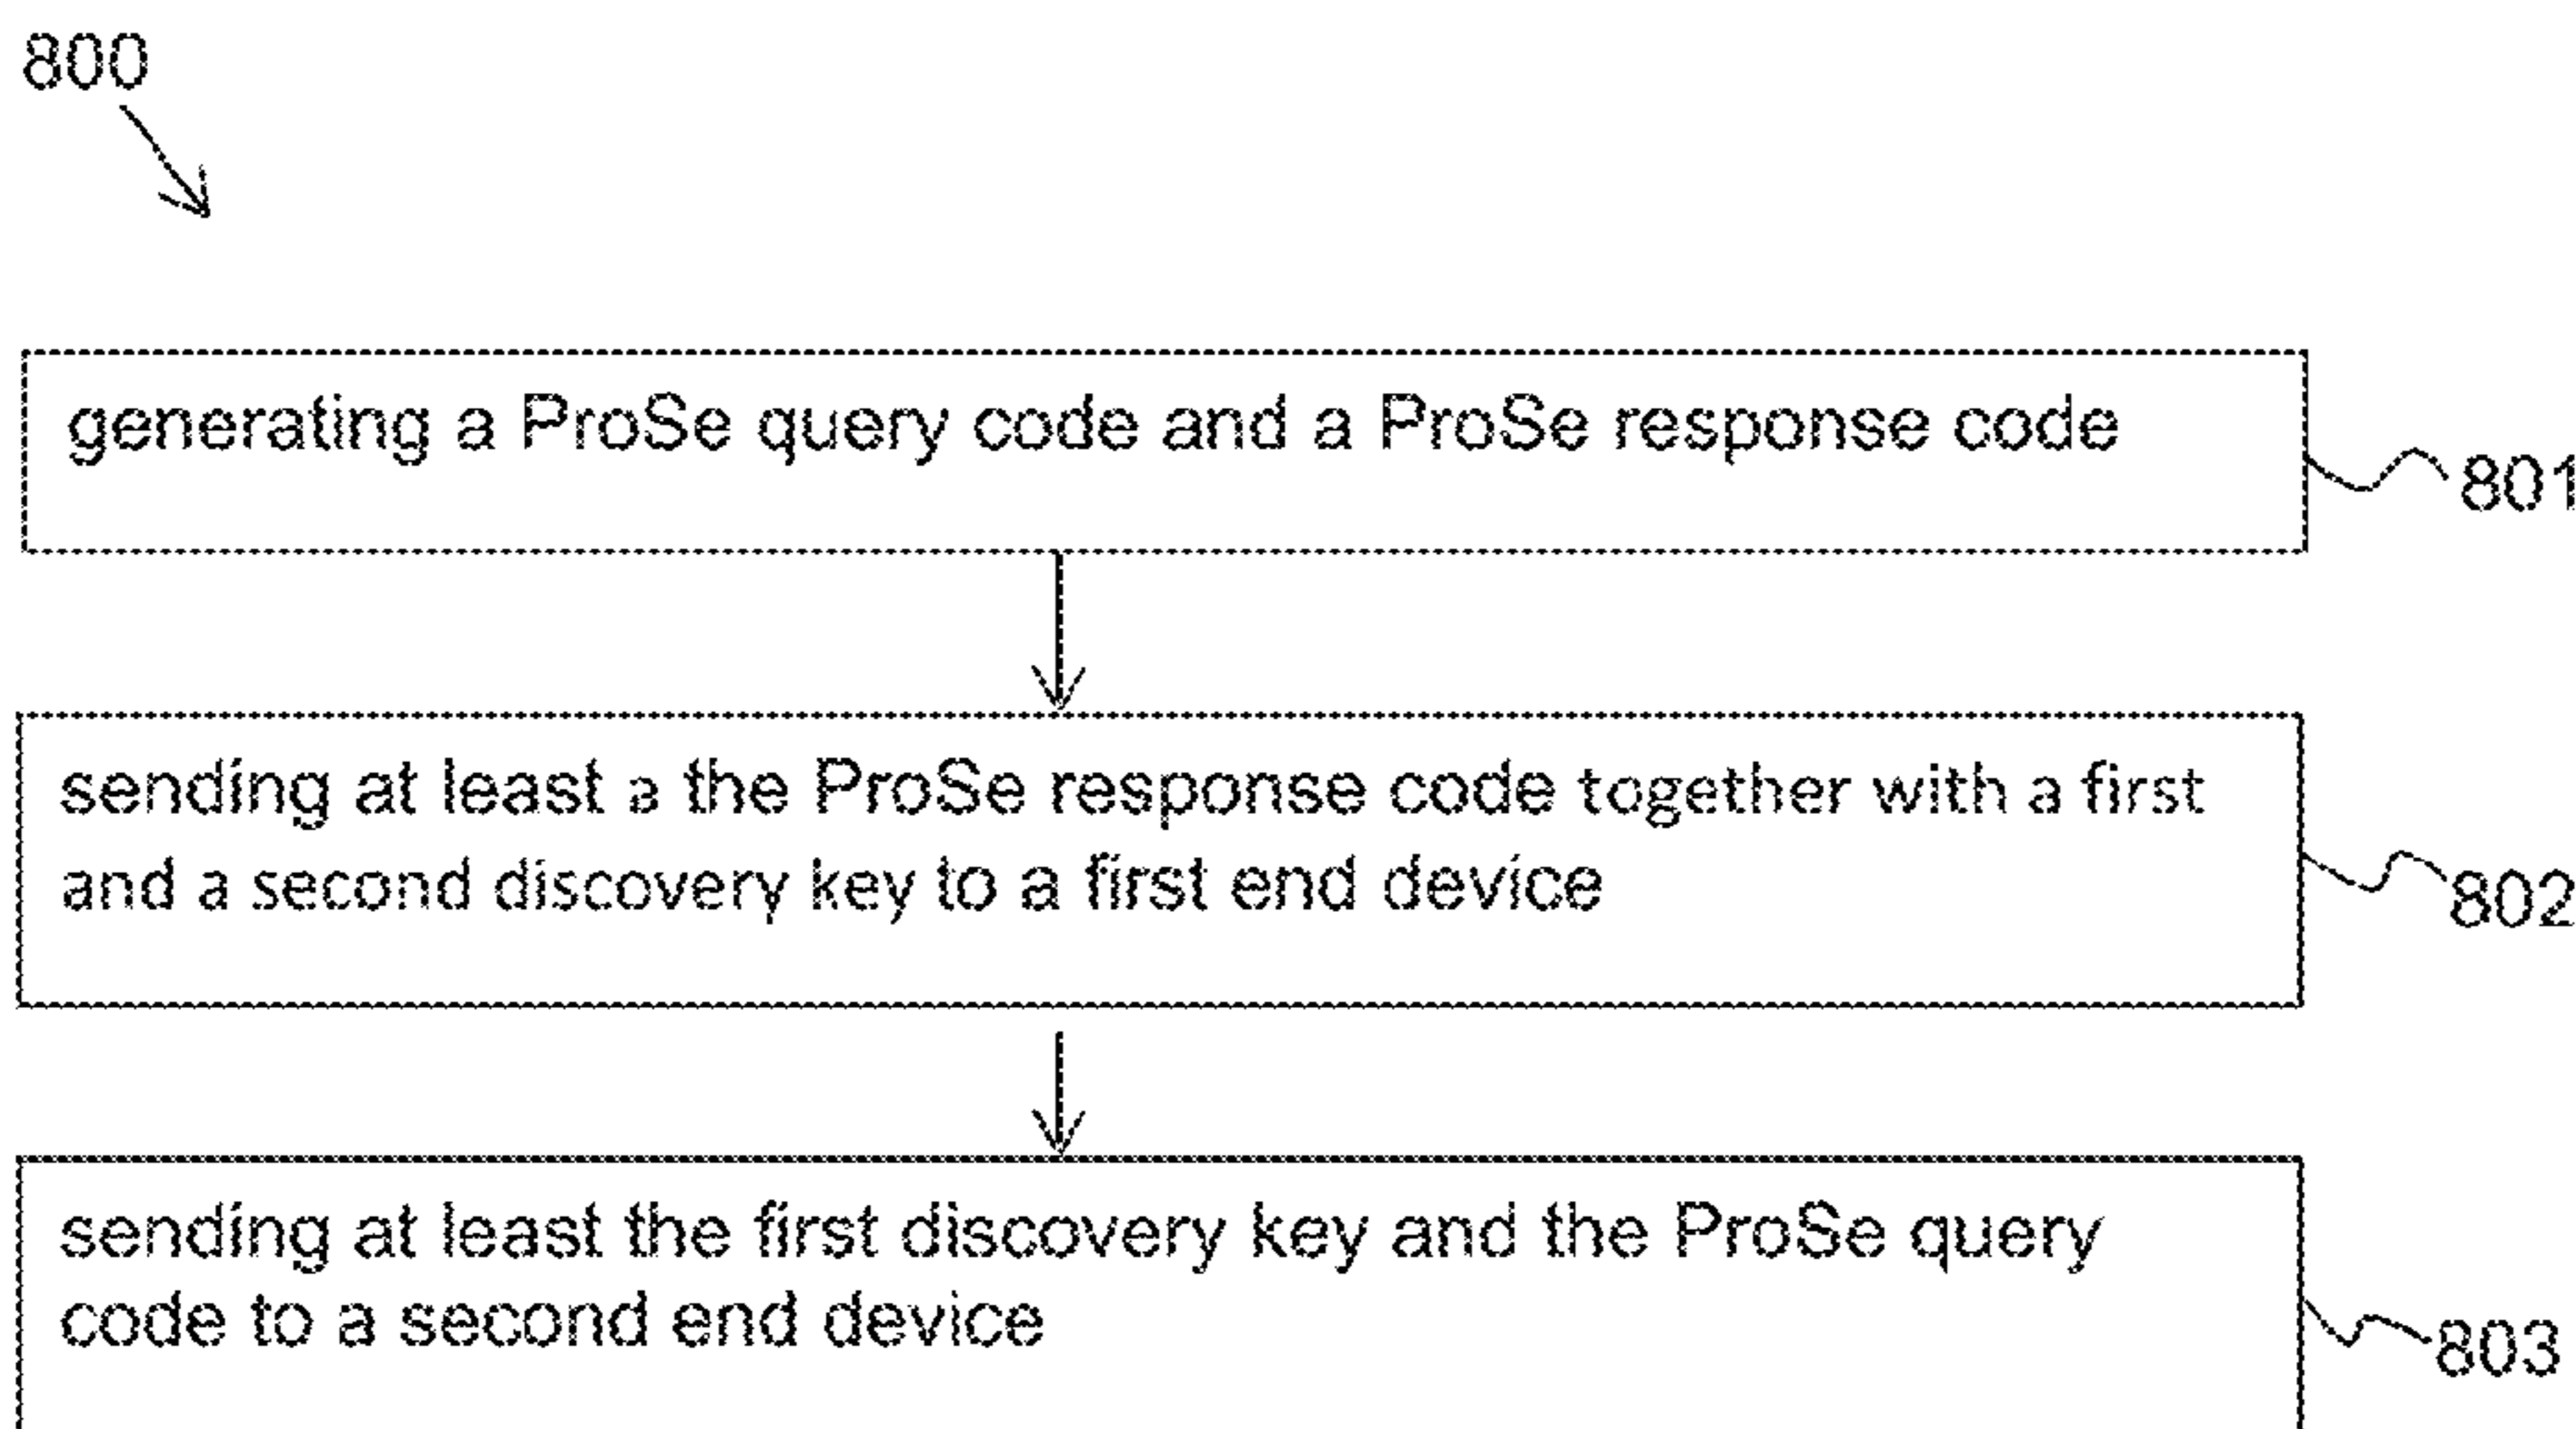 800
generating a ProSe query code and a ProSe response code
801
sending at least a the ProSe response code together with a first
and a second discovery key to a first end device
802
sending at least the first discovery key and the ProSe query
code to a second end device
803